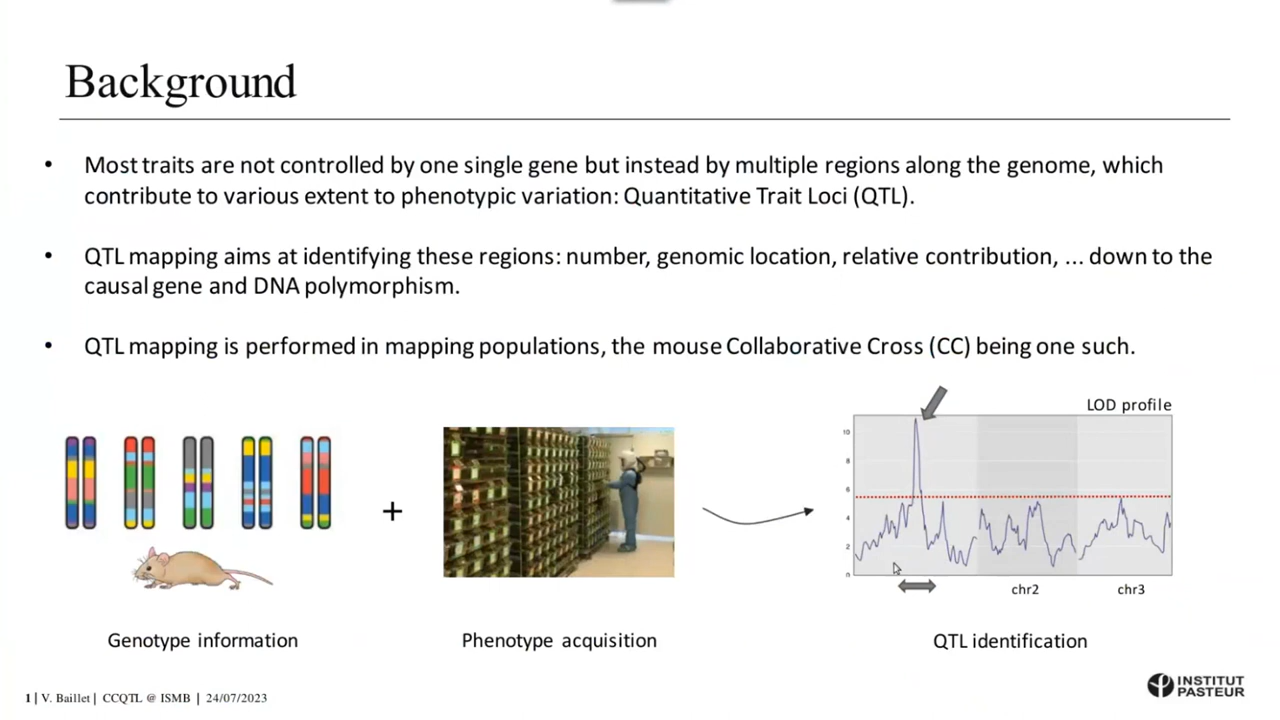 Background
• Most traits are not controlled by one single gene but instead by multiple regions along the genome, which
contribute to various extent to phenotypic variation: Quantitative Trait Loci (QTL).
• QTL mapping aims at identifying these regions: number, genomic location, relative contribution, ... down to the
causal gene and DNA polymorphism.
• QTL mapping is performed in mapping populations, the mouse Collaborative Cross (CC) being one such.
LOD profile
10
8
6
4
2
0
+
chr2
chr3
Genotype information
Phenotype acquisition
QTL identification
1 | V. Baillet | CCQTL @ ISMB | 24/07/2023
INSTITUT
PASTEUR